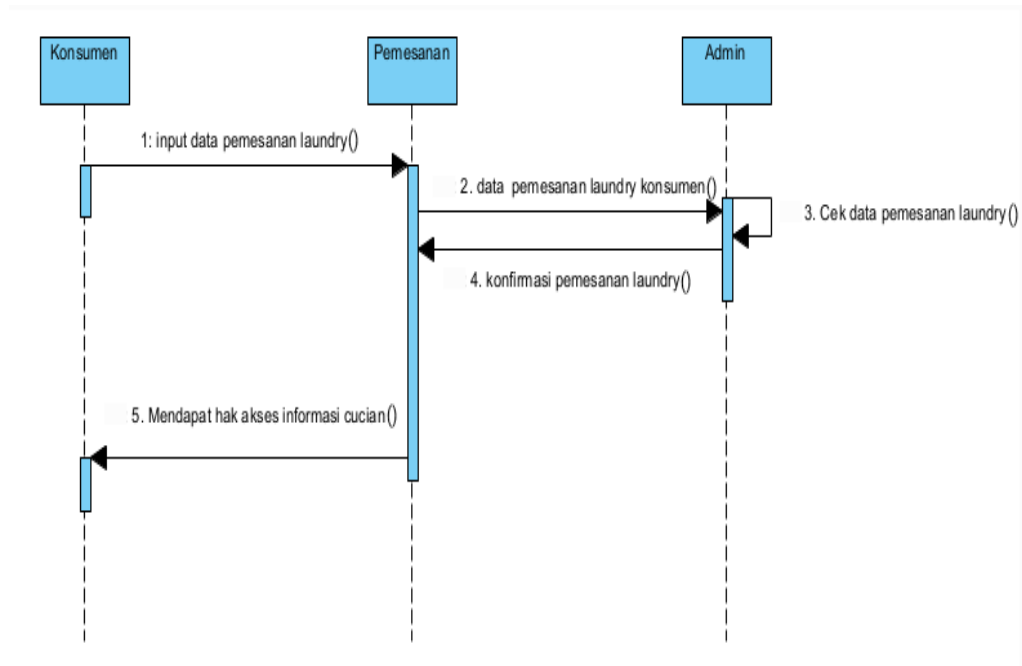 Konsumen
Pemesanan
Admin
1: input data pemesanan laundry()
2. data pemesanan laundry konsumen()
3. Cek data pemesanan laundry()
4. konfirmasi pemesanan laundry()
5. Mendapat hak akses informasi cucian()